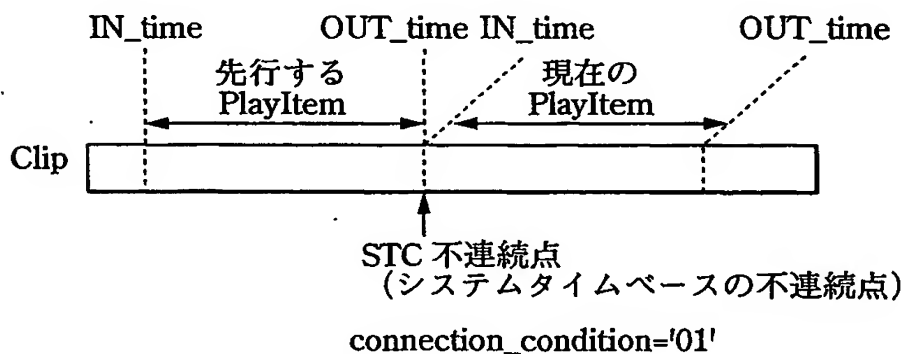 IN_time OUT_time IN_time OUT_time
先行する 現在の
PlayItem PlayItem
Clip
STC 不連続点
(システムタイムベースの不連続点)
connection_condition='01'